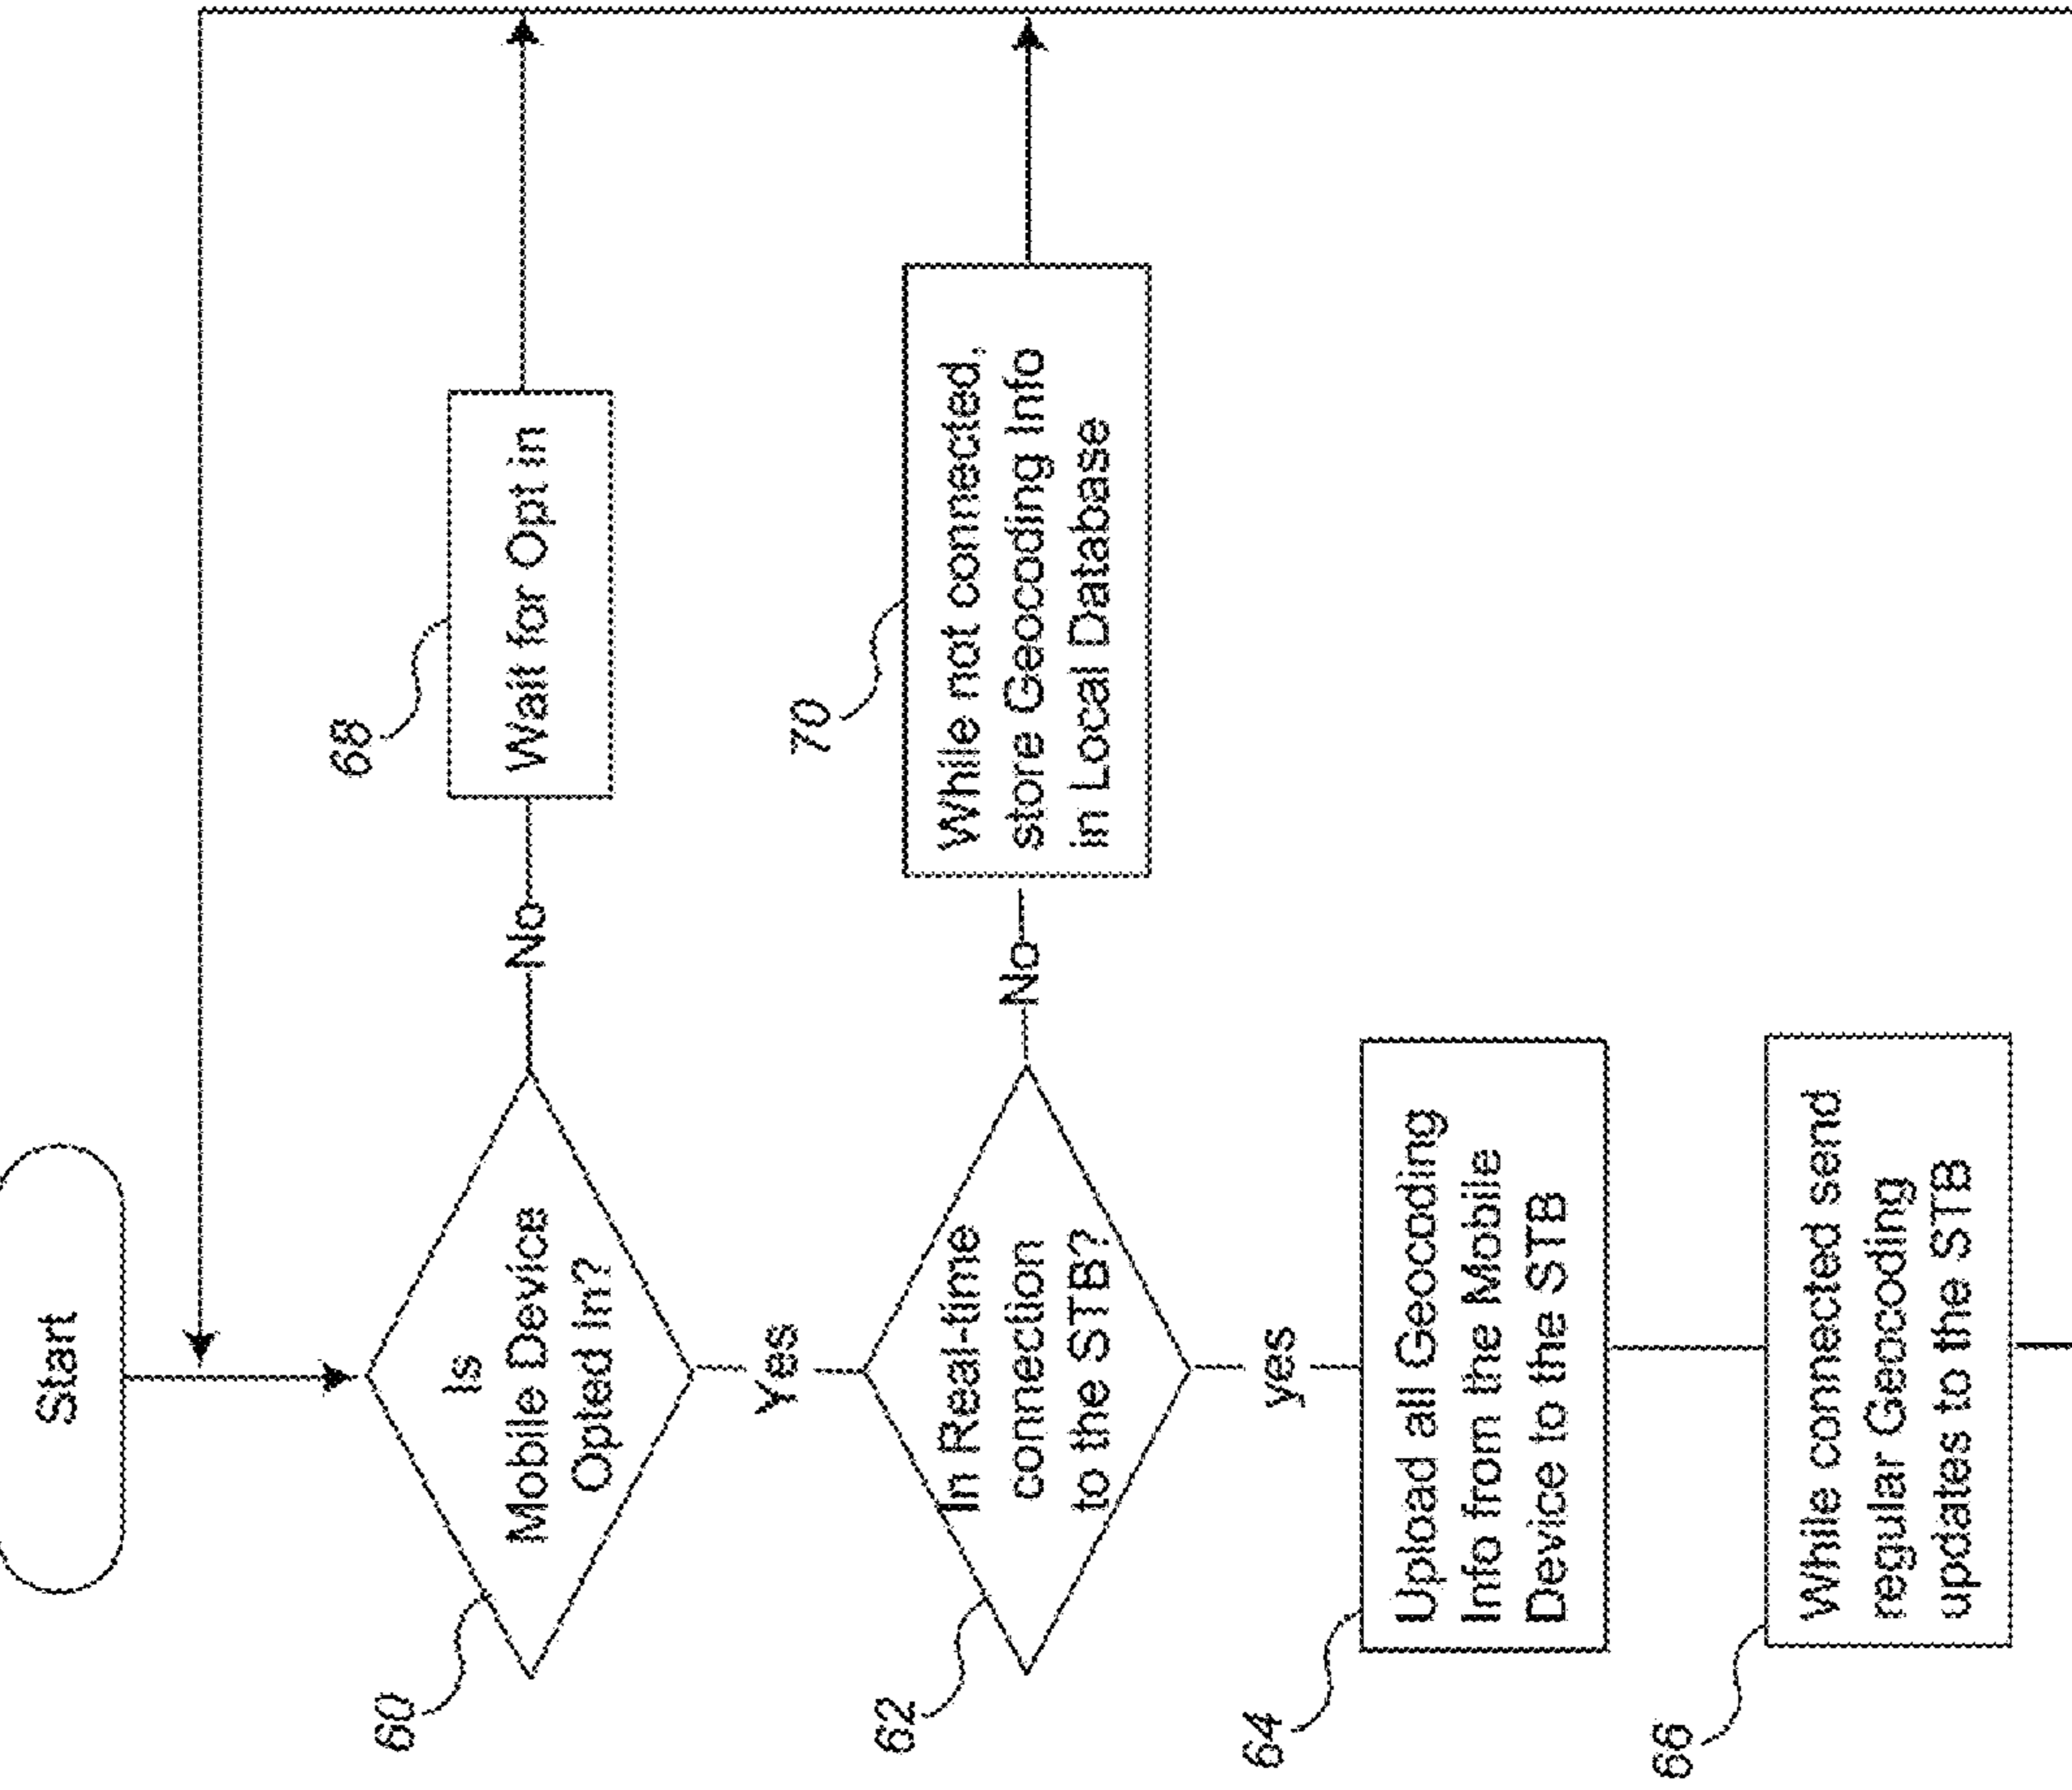 Start
60
Is
Mobile Device
Opted In?
No
68
Wait for Opt in
Yes
62
In Real-time
connection
to the STB?
No
70
While not connected,
store Geocoding Info
in Local Database
yes
64
Upload all Geocoding
Info from the Mobile
Device to the STB
66
While connected send
regular Geocoding
updates to the STB